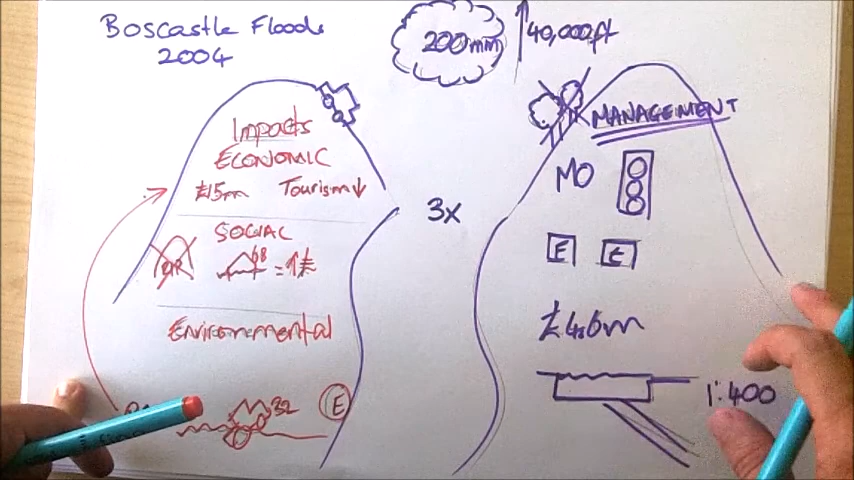 Boscastle Floods
2004
200mm
40,000ft
Impacts
ECONOMIC
£15m Tourism↓
SOCIAL
68
= ↑£
Environmental
32 E
3x
MANAGEMENT
MO
E E
£4.6m
1:400